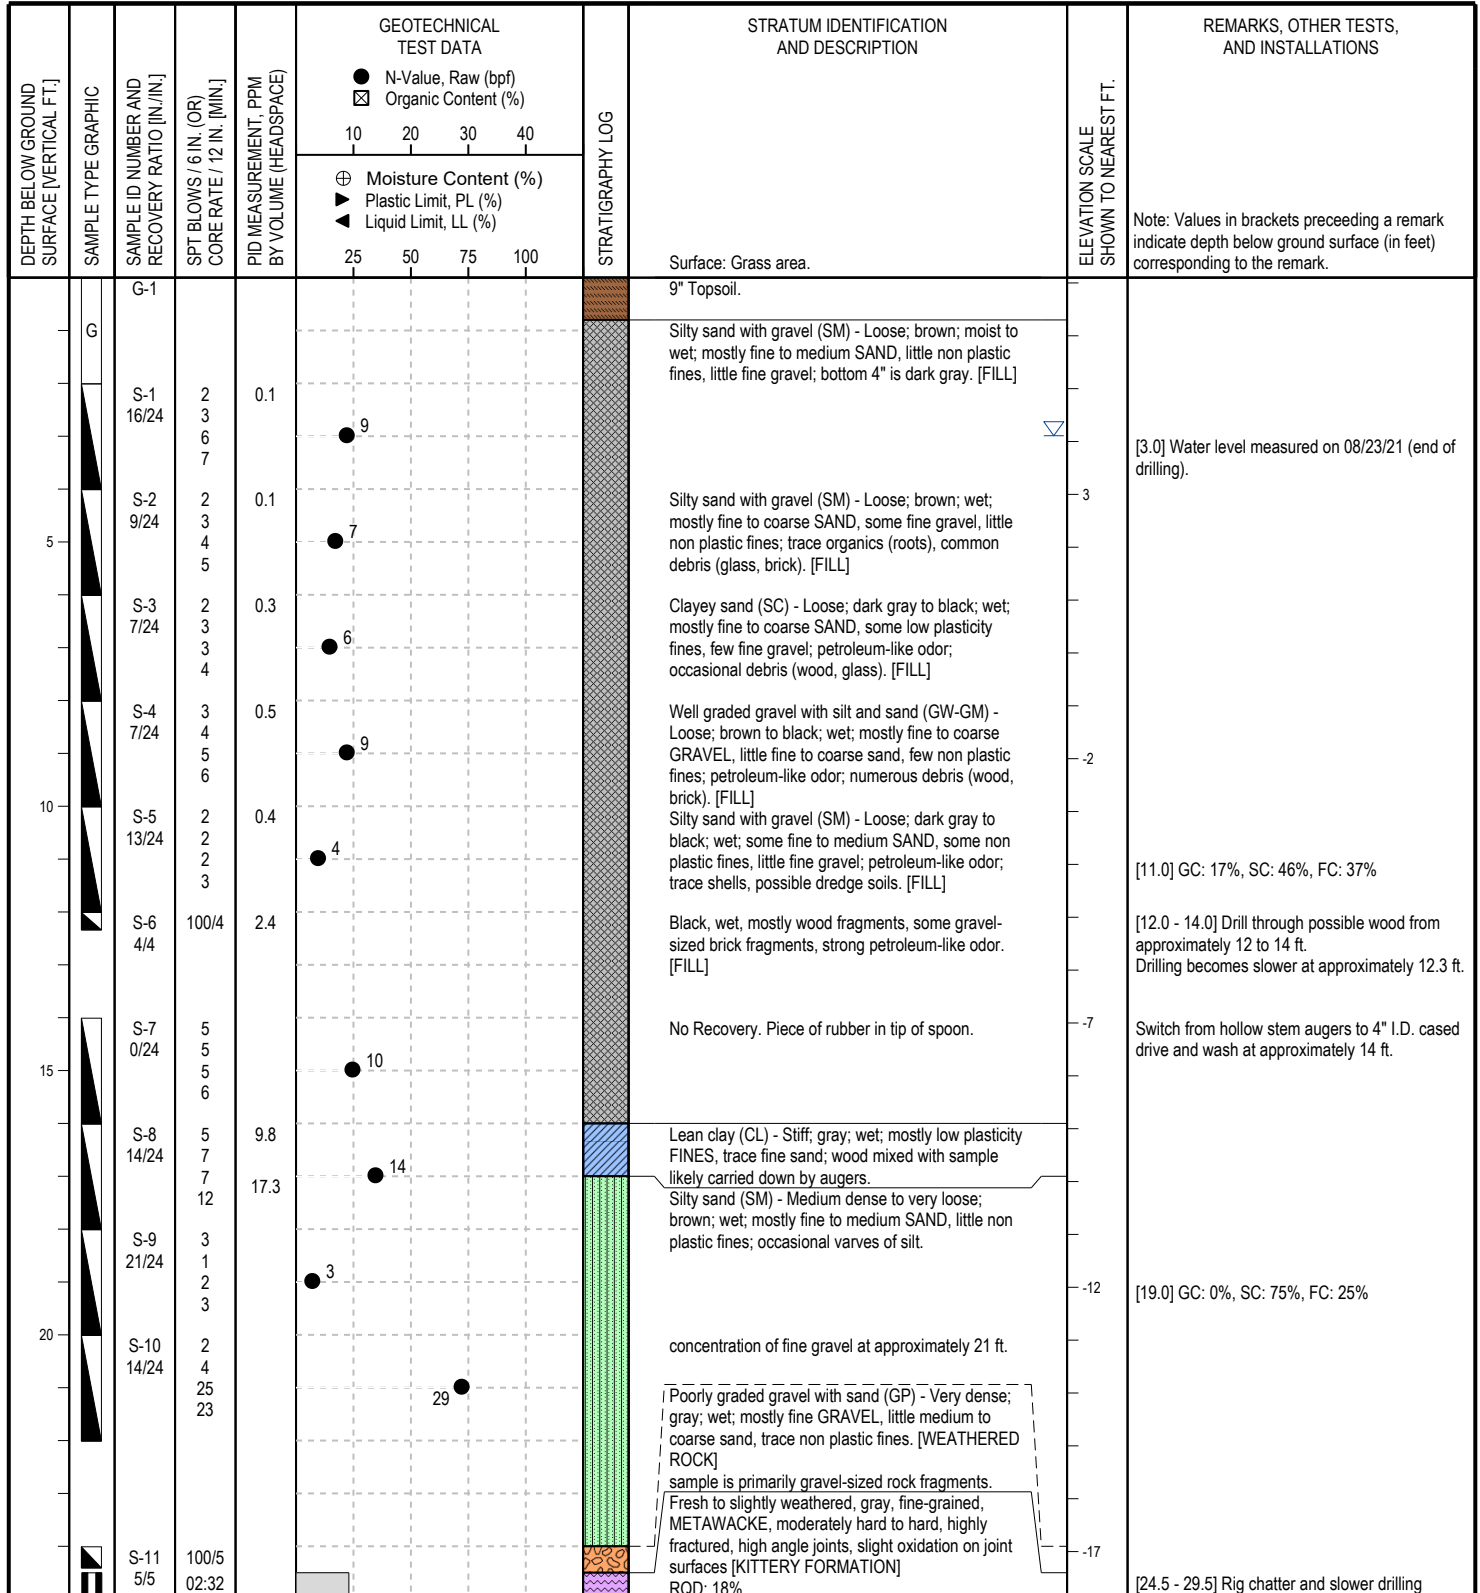 DEPTH BELOW GROUND
SURFACE [VERTICAL FT.]
SAMPLE TYPE GRAPHIC
SAMPLE ID NUMBER AND
RECOVERY RATIO [IN./IN.]
SPT BLOWS / 6 IN. (OR)
CORE RATE / 12 IN. [MIN.]
PID MEASUREMENT, PPM
BY VOLUME (HEADSPACE)
GEOTECHNICAL
TEST DATA
N-Value, Raw (bpf)
Organic Content (%)
10 20 30 40
Moisture Content (%)
Plastic Limit, PL (%)
Liquid Limit, LL (%)
25 50 75 100
STRATIGRAPHY LOG
STRATUM IDENTIFICATION
AND DESCRIPTION
Surface: Grass area.
ELEVATION SCALE
SHOWN TO NEAREST FT.
REMARKS, OTHER TESTS,
AND INSTALLATIONS
Note: Values in brackets preceeding a remark
indicate depth below ground surface (in feet)
corresponding to the remark.
G-1
9" Topsoil.
G
Silty sand with gravel (SM) - Loose; brown; moist to
wet; mostly fine to medium SAND, little non plastic
fines, little fine gravel; bottom 4" is dark gray. [FILL]
S-1
16/24
2
3
6
7
0.1
9
[3.0] Water level measured on 08/23/21 (end of
drilling).
S-2
9/24
2
3
4
5
0.1
7
5
Silty sand with gravel (SM) - Loose; brown; wet;
mostly fine to coarse SAND, some fine gravel, little
non plastic fines; trace organics (roots), common
debris (glass, brick). [FILL]
3
S-3
7/24
2
3
3
4
0.3
6
Clayey sand (SC) - Loose; dark gray to black; wet;
mostly fine to coarse SAND, some low plasticity
fines, few fine gravel; petroleum-like odor;
occasional debris (wood, glass). [FILL]
S-4
7/24
3
4
5
6
0.5
9
Well graded gravel with silt and sand (GW-GM) -
Loose; brown to black; wet; mostly fine to coarse
GRAVEL, little fine to coarse sand, few non plastic
fines; petroleum-like odor; numerous debris (wood,
brick). [FILL]
-2
10
S-5
13/24
2
2
2
3
0.4
4
Silty sand with gravel (SM) - Loose; dark gray to
black; wet; some fine to medium SAND, some non
plastic fines, little fine gravel; petroleum-like odor;
trace shells, possible dredge soils. [FILL]
[11.0] GC: 17%, SC: 46%, FC: 37%
S-6
4/4
100/4
2.4
Black, wet, mostly wood fragments, some gravel-
sized brick fragments, strong petroleum-like odor.
[FILL]
[12.0 - 14.0] Drill through possible wood from
approximately 12 to 14 ft.
Drilling becomes slower at approximately 12.3 ft.
S-7
0/24
5
5
5
6
10
15
No Recovery. Piece of rubber in tip of spoon.
-7
Switch from hollow stem augers to 4" I.D. cased
drive and wash at approximately 14 ft.
S-8
14/24
5
7
7
12
9.8
17.3
14
Lean clay (CL) - Stiff; gray; wet; mostly low plasticity
FINES, trace fine sand; wood mixed with sample
likely carried down by augers.
Silty sand (SM) - Medium dense to very loose;
brown; wet; mostly fine to medium SAND, little non
plastic fines; occasional varves of silt.
S-9
21/24
3
1
2
3
3
-12
[19.0] GC: 0%, SC: 75%, FC: 25%
20
S-10
14/24
2
4
25
23
29
concentration of fine gravel at approximately 21 ft.
Poorly graded gravel with sand (GP) - Very dense;
gray; wet; mostly fine GRAVEL, little medium to
coarse sand, trace non plastic fines. [WEATHERED
ROCK]
sample is primarily gravel-sized rock fragments.
Fresh to slightly weathered, gray, fine-grained,
METAWACKE, moderately hard to hard, highly
fractured, high angle joints, slight oxidation on joint
surfaces [KITTERY FORMATION]
RQD: 18%
-17
S-11
5/5
100/5
02:32
[24.5 - 29.5] Rig chatter and slower drilling